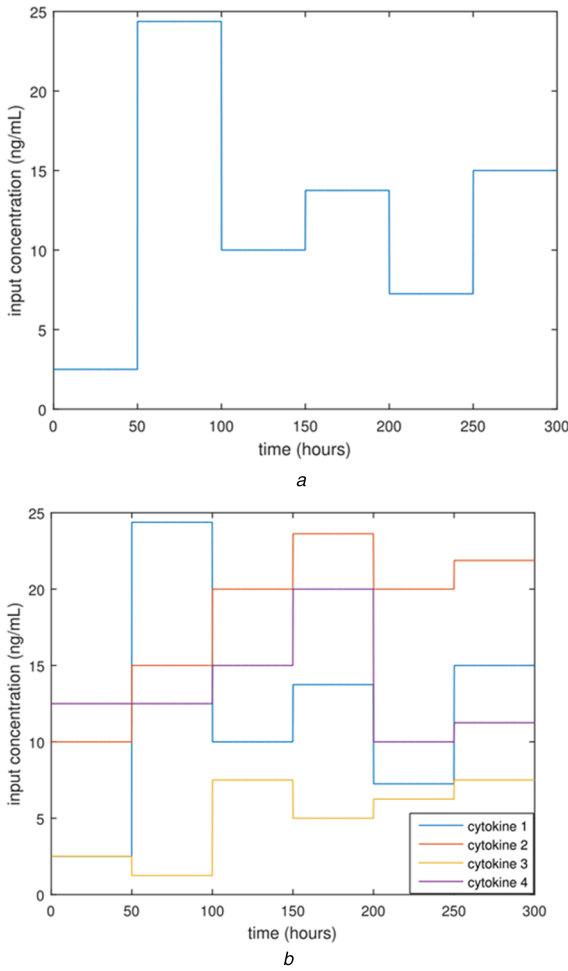 25
20
15
10
5
0
input concentration (ng/mL)
0 50 100 150 200 250 300
time (hours)
a
25
20
15
10
5
0
input concentration (ng/mL)
cytokine 1
cytokine 2
cytokine 3
cytokine 4
0 50 100 150 200 250 300
time (hours)
b